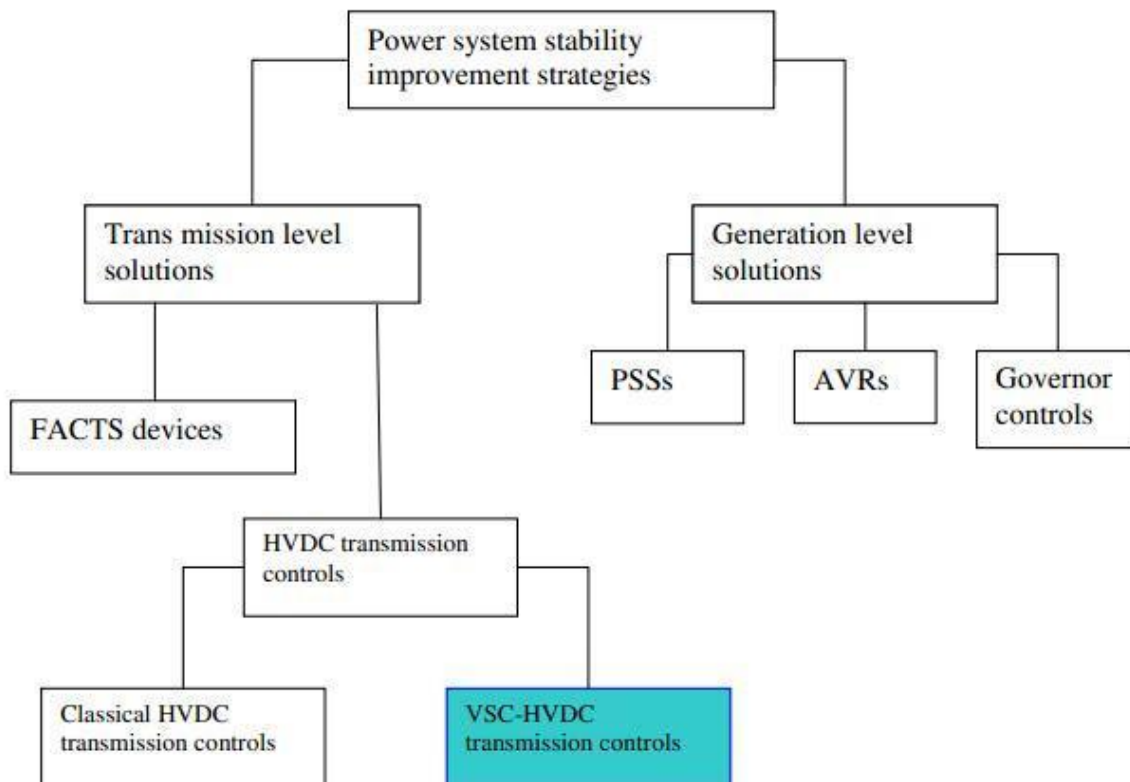 Power system stability
improvement strategies
Trans mission level
solutions
Generation level
solutions
PSSs
AVRs
Governor
controls
FACTS devices
HVDC transmission
controls
Classical HVDC
transmission controls
VSC-HVDC
transmission controls